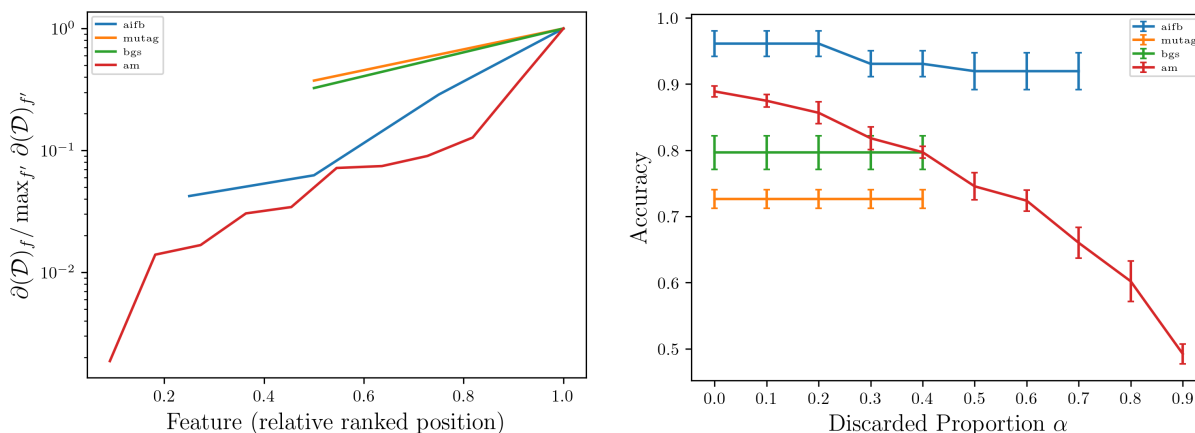 aifb
mutag
bgs
am
10⁰
10⁻¹
10⁻²
∂(𝒟)_f / max_f′ ∂(𝒟)_f′
0.2 0.4 0.6 0.8 1.0
Feature (relative ranked position)
aifb
mutag
bgs
am
1.0
0.9
0.8
0.7
0.6
0.5
Accuracy
0.0 0.1 0.2 0.3 0.4 0.5 0.6 0.7 0.8 0.9
Discarded Proportion α